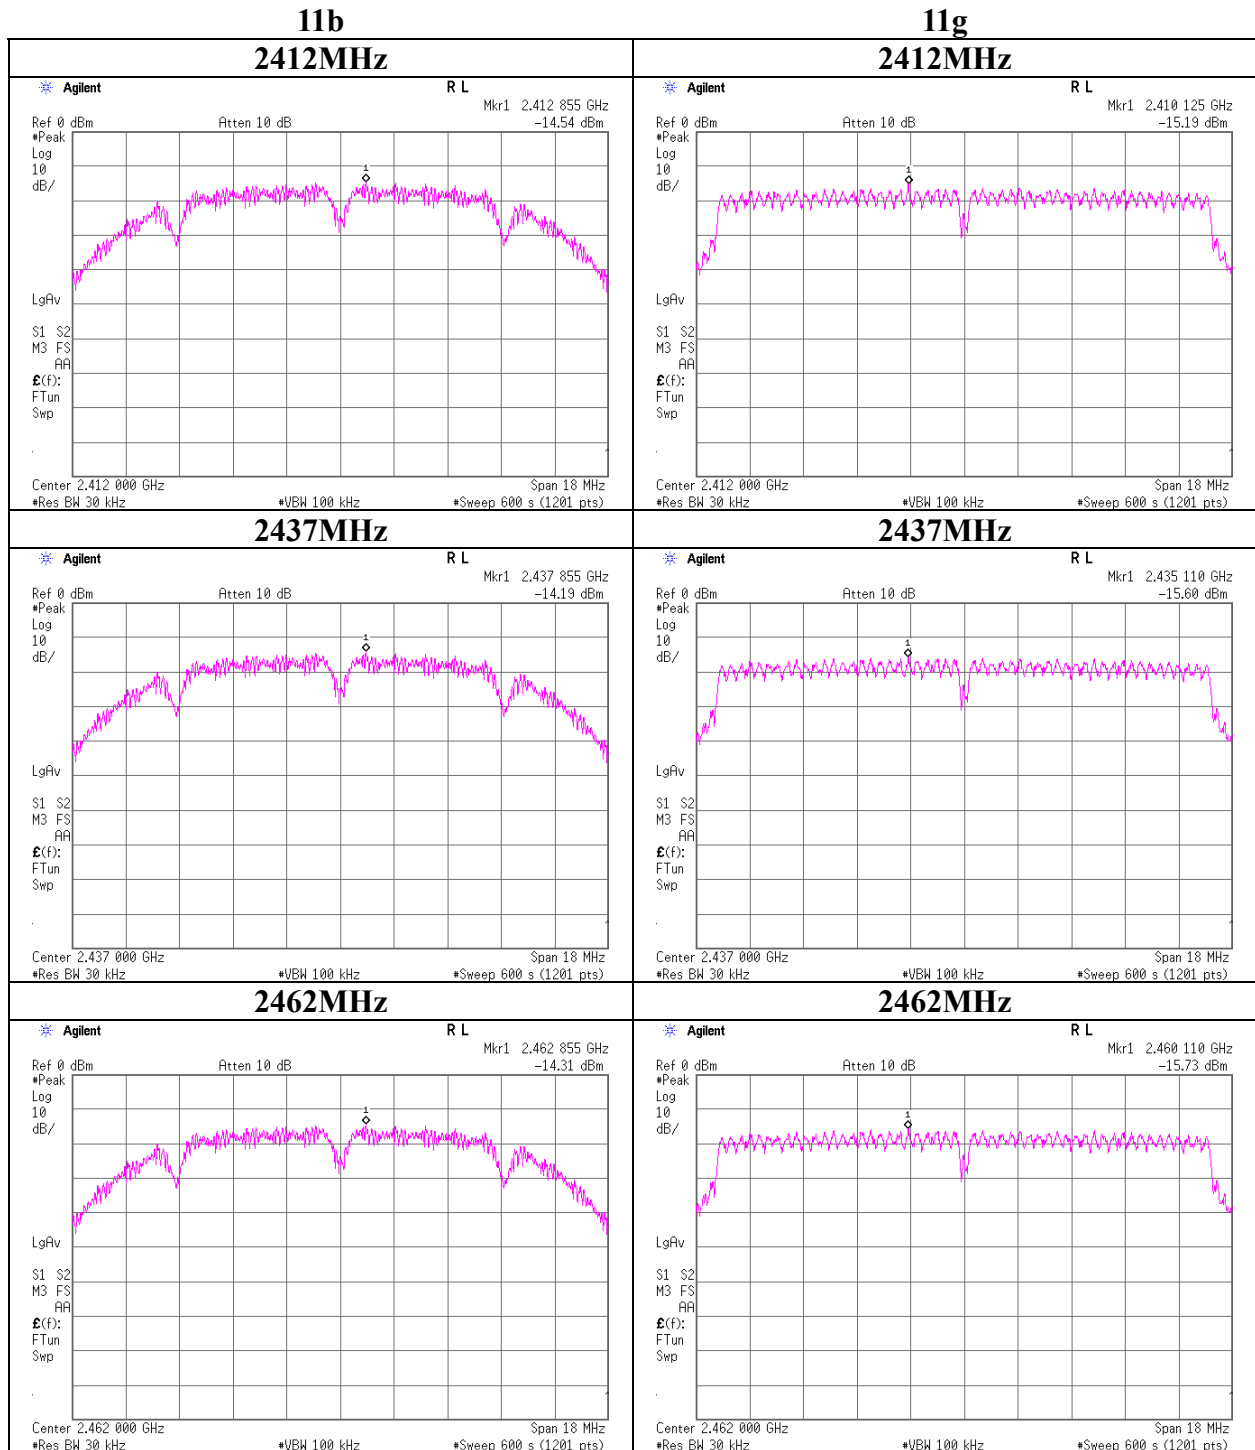 11b 11g
2412MHz 2412MHz
Agilent R L
Mkr1 2.412 855 GHz
Ref 0 dBm Atten 10 dB -14.54 dBm
#Peak
Log
10
dB/
1
LgAv
S1 S2
M3 FS
AA
£(f):
FTun
Swp
Center 2.412 000 GHz Span 18 MHz
#Res BW 30 kHz #VBW 100 kHz #Sweep 600 s (1201 pts)
Agilent R L
Mkr1 2.410 125 GHz
Ref 0 dBm Atten 10 dB -15.19 dBm
#Peak
Log
10
dB/
1
LgAv
S1 S2
M3 FS
AA
£(f):
FTun
Swp
Center 2.412 000 GHz Span 18 MHz
#Res BW 30 kHz #VBW 100 kHz #Sweep 600 s (1201 pts)
2437MHz 2437MHz
Agilent R L
Mkr1 2.437 855 GHz
Ref 0 dBm Atten 10 dB -14.19 dBm
#Peak
Log
10
dB/
1
LgAv
S1 S2
M3 FS
AA
£(f):
FTun
Swp
Center 2.437 000 GHz Span 18 MHz
#Res BW 30 kHz #VBW 100 kHz #Sweep 600 s (1201 pts)
Agilent R L
Mkr1 2.435 110 GHz
Ref 0 dBm Atten 10 dB -15.60 dBm
#Peak
Log
10
dB/
1
LgAv
S1 S2
M3 FS
AA
£(f):
FTun
Swp
Center 2.437 000 GHz Span 18 MHz
#Res BW 30 kHz #VBW 100 kHz #Sweep 600 s (1201 pts)
2462MHz 2462MHz
Agilent R L
Mkr1 2.462 855 GHz
Ref 0 dBm Atten 10 dB -14.31 dBm
#Peak
Log
10
dB/
1
LgAv
S1 S2
M3 FS
AA
£(f):
FTun
Swp
Center 2.462 000 GHz Span 18 MHz
#Res BW 30 kHz #VBW 100 kHz #Sweep 600 s (1201 pts)
Agilent R L
Mkr1 2.460 110 GHz
Ref 0 dBm Atten 10 dB -15.73 dBm
#Peak
Log
10
dB/
1
LgAv
S1 S2
M3 FS
AA
£(f):
FTun
Swp
Center 2.462 000 GHz Span 18 MHz
#Res BW 30 kHz #VBW 100 kHz #Sweep 600 s (1201 pts)